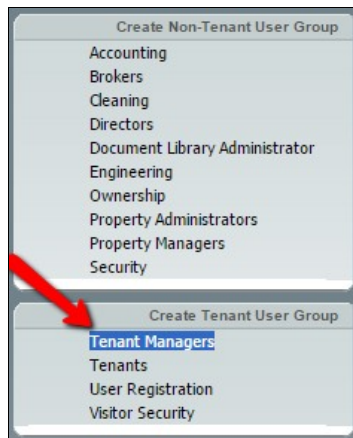 Create Non-Tenant User Group
Accounting
Brokers
Cleaning
Directors
Document Library Administrator
Engineering
Ownership
Property Administrators
Property Managers
Security
Create Tenant User Group
Tenant Managers
Tenants
User Registration
Visitor Security